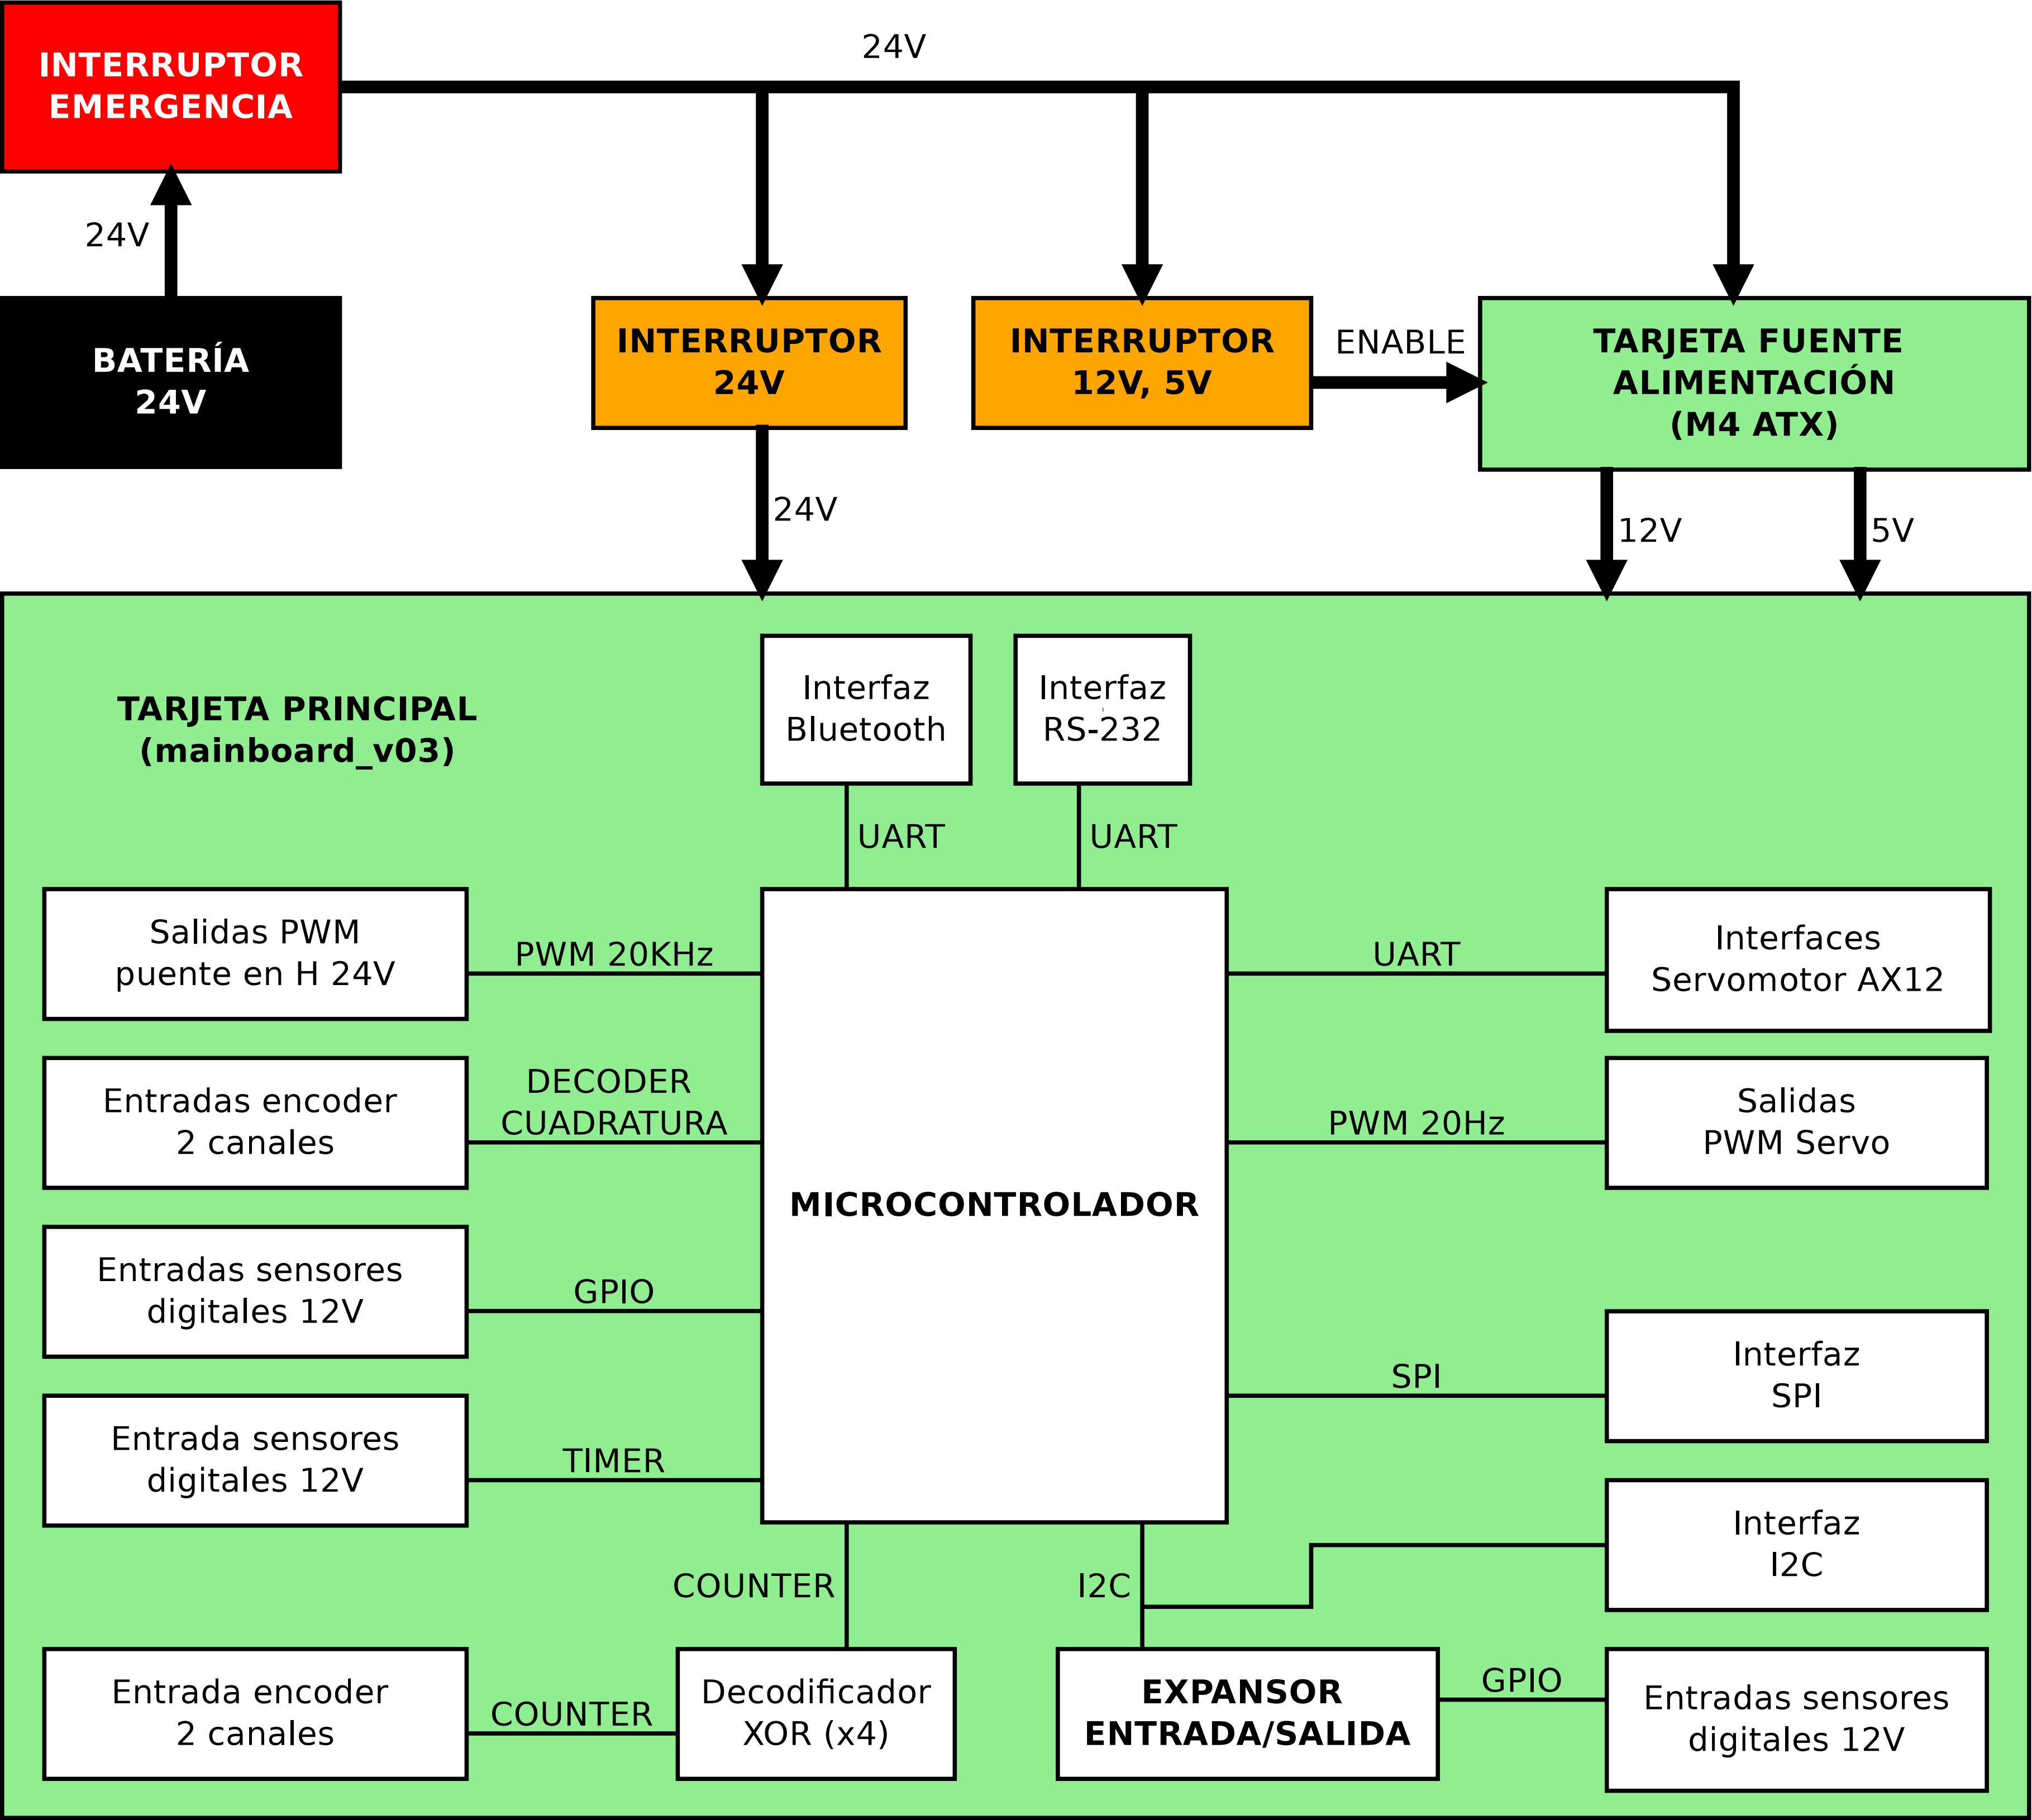 24V
INTERRUPTOR
EMERGENCIA
24V
BATERÍA
24V
INTERRUPTOR
24V
INTERRUPTOR
12V, 5V
ENABLE
TARJETA FUENTE
ALIMENTACIÓN
(M4 ATX)
24V
12V
5V
TARJETA PRINCIPAL
(mainboard_v03)
Interfaz
Bluetooth
Interfaz
RS-232
UART
UART
Salidas PWM
puente en H 24V
PWM 20KHz
UART
Interfaces
Servomotor AX12
Entradas encoder
2 canales
DECODER
CUADRATURA
PWM 20Hz
Salidas
PWM Servo
MICROCONTROLADOR
Entradas sensores
digitales 12V
GPIO
SPI
Interfaz
SPI
Entrada sensores
digitales 12V
TIMER
Interfaz
I2C
COUNTER
I2C
Entrada encoder
2 canales
COUNTER
Decodificador
XOR (x4)
EXPANSOR
ENTRADA/SALIDA
GPIO
Entradas sensores
digitales 12V